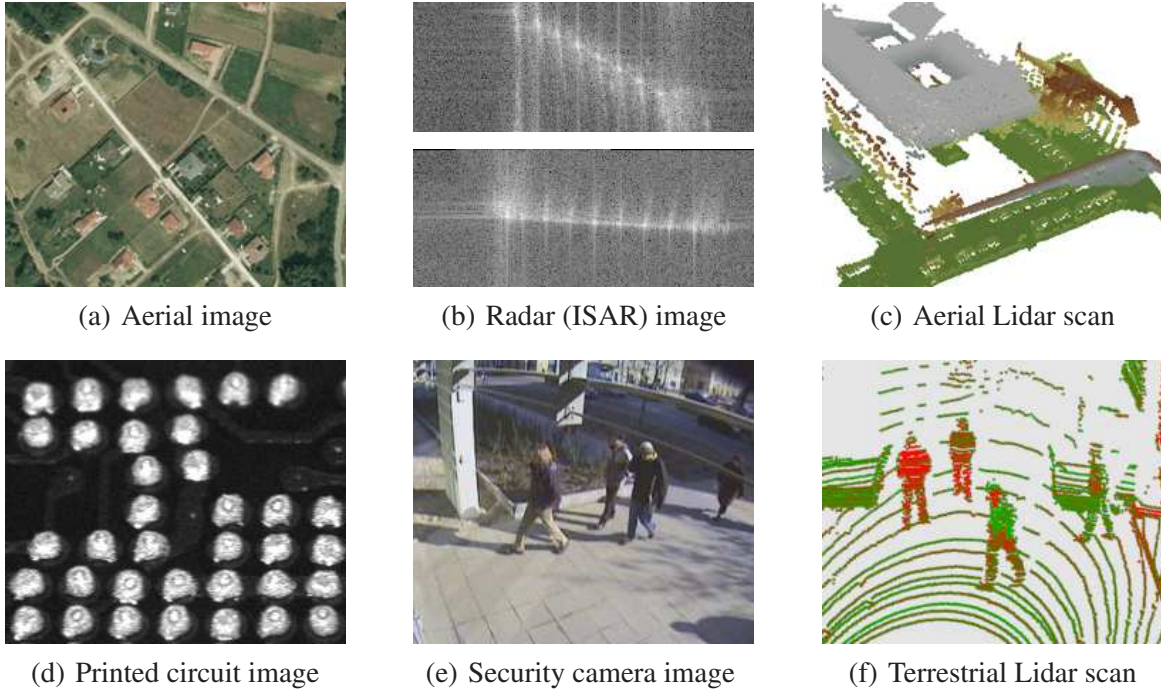 (a) Aerial image
(b) Radar (ISAR) image
(c) Aerial Lidar scan
(d) Printed circuit image
(e) Security camera image
(f) Terrestrial Lidar scan